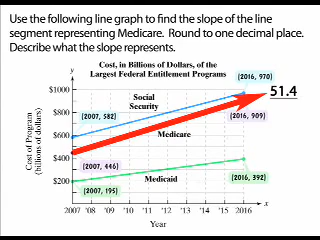 Use the following line graph to find the slope of the line
segment representing Medicare. Round to one decimal place.
Describe what the slope represents.
Cost, in Billions of Dollars, of the
Largest Federal Entitlement Programs
y
(2016, 970)
$1000
51.4
Social
Security
(2007, 582)
$800
(2016, 909)
$600
Medicare
Cost of Program
(billions of dollars)
$400
(2007, 446)
Medicaid
$200
(2016, 392)
(2007, 195)
x
2007 '08 '09 '10 '11 '12 '13 '14 '15 2016
Year